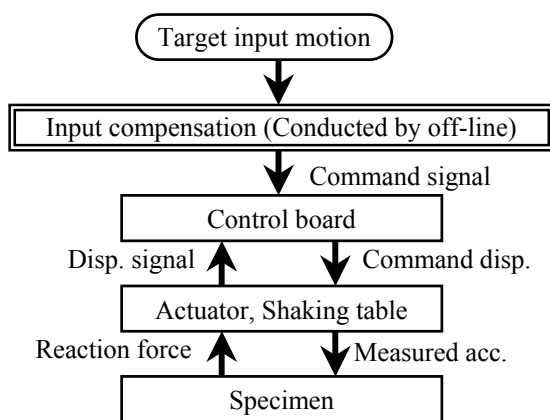 Target input motion
Input compensation (Conducted by off-line)
Command signal
Control board
Disp. signal
Command disp.
Actuator, Shaking table
Reaction force
Measured acc.
Specimen